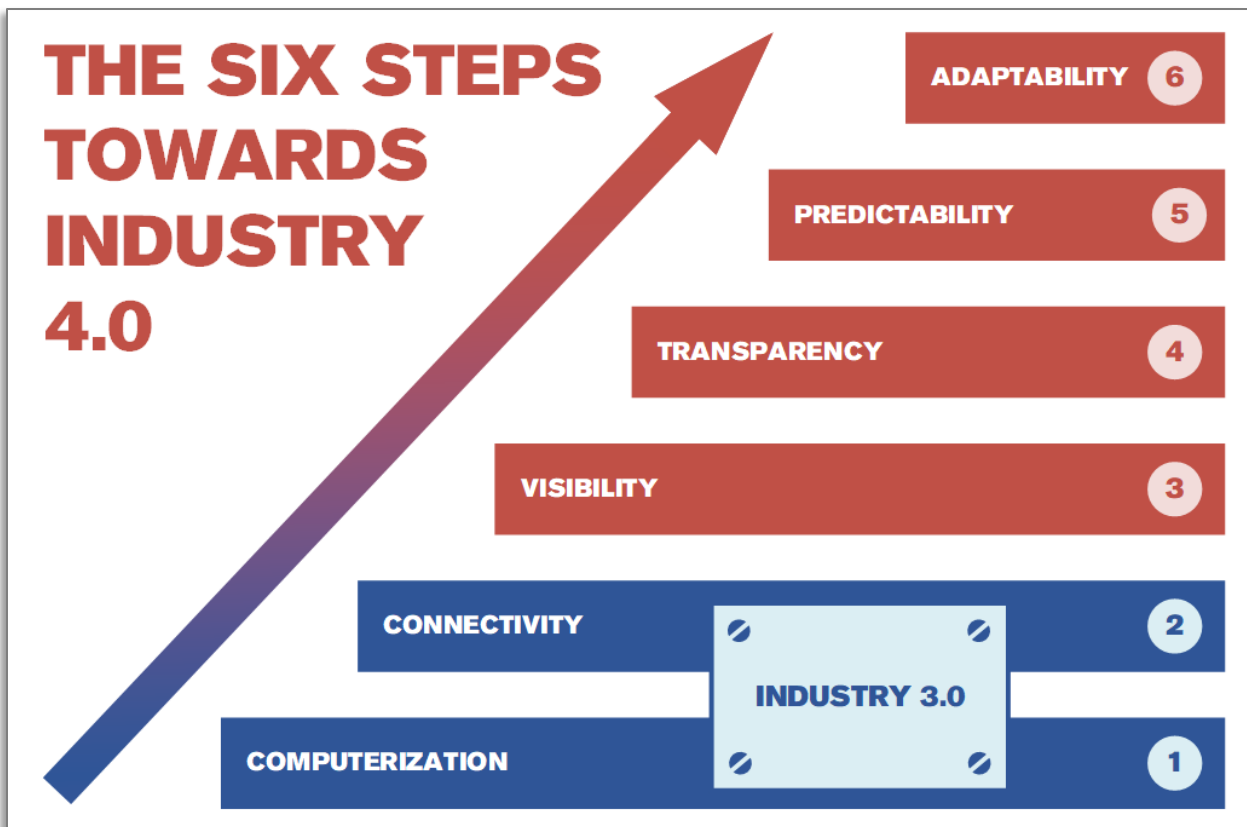 THE SIX STEPS
TOWARDS
INDUSTRY
4.0
ADAPTABILITY 6
PREDICTABILITY 5
TRANSPARENCY 4
VISIBILITY 3
CONNECTIVITY 2
INDUSTRY 3.0
COMPUTERIZATION 1